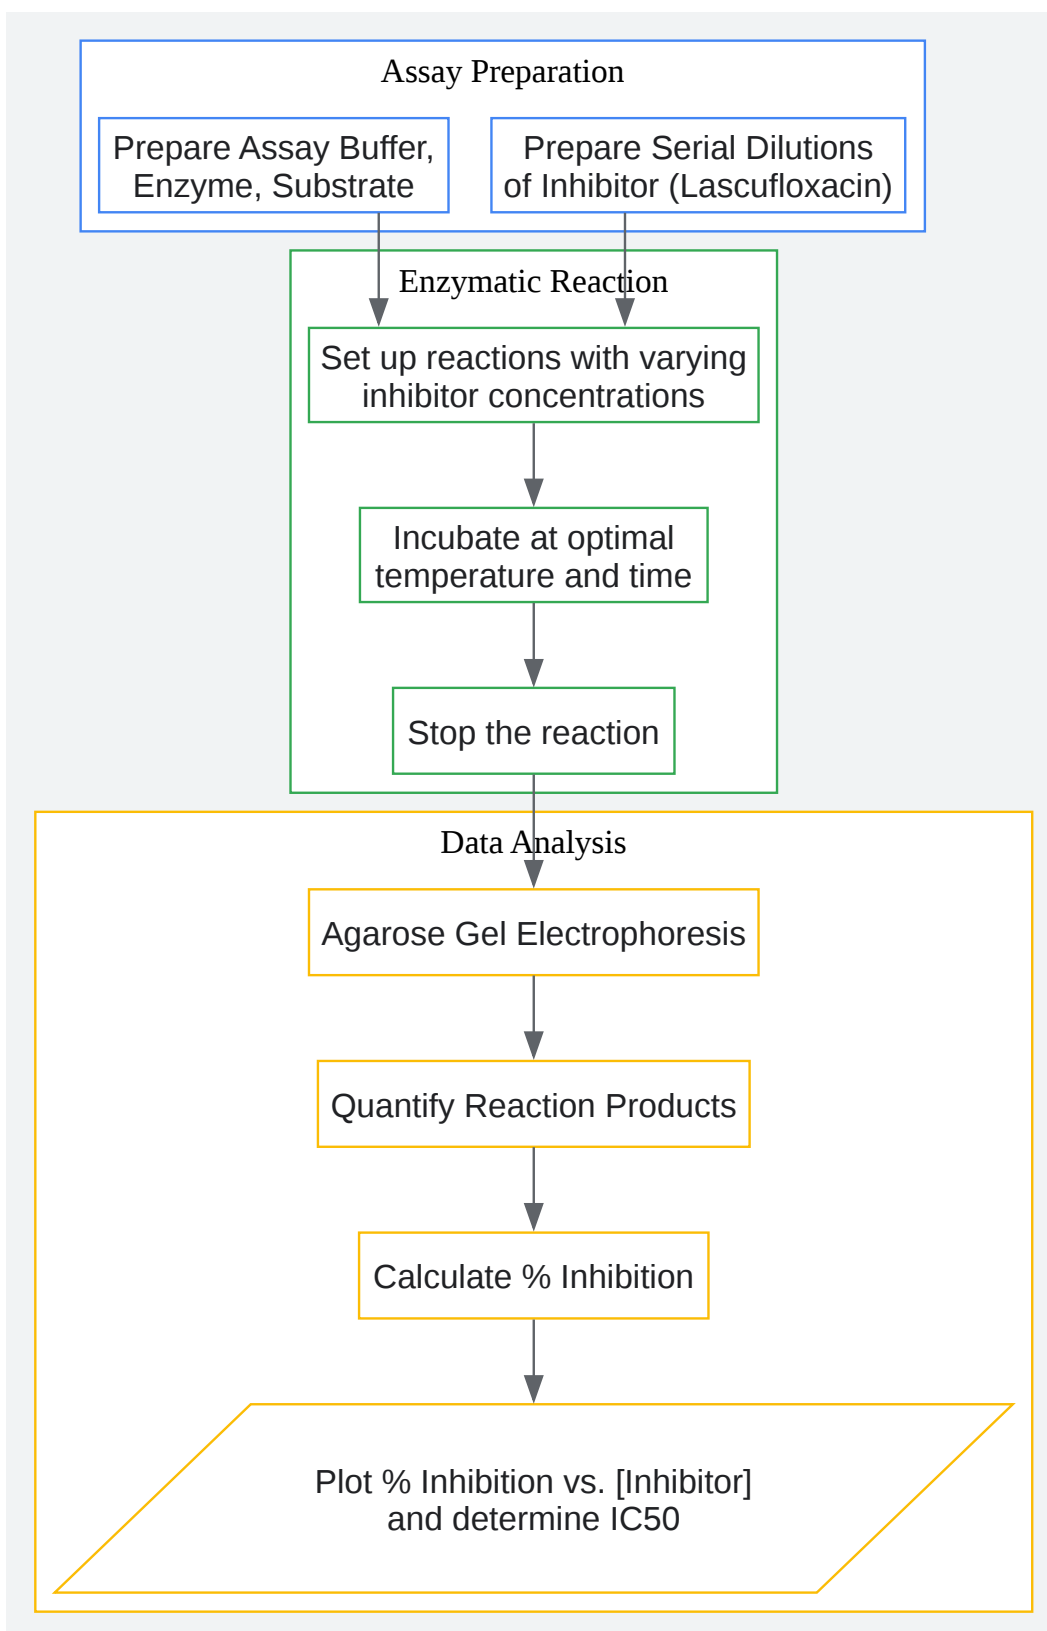 Assay Preparation
Prepare Assay Buffer,
Enzyme, Substrate
Prepare Serial Dilutions
of Inhibitor (Lascufloxacin)
Enzymatic Reaction
Set up reactions with varying
inhibitor concentrations
Incubate at optimal
temperature and time
Stop the reaction
Data Analysis
Agarose Gel Electrophoresis
Quantify Reaction Products
Calculate % Inhibition
Plot % Inhibition vs. [Inhibitor]
and determine IC50